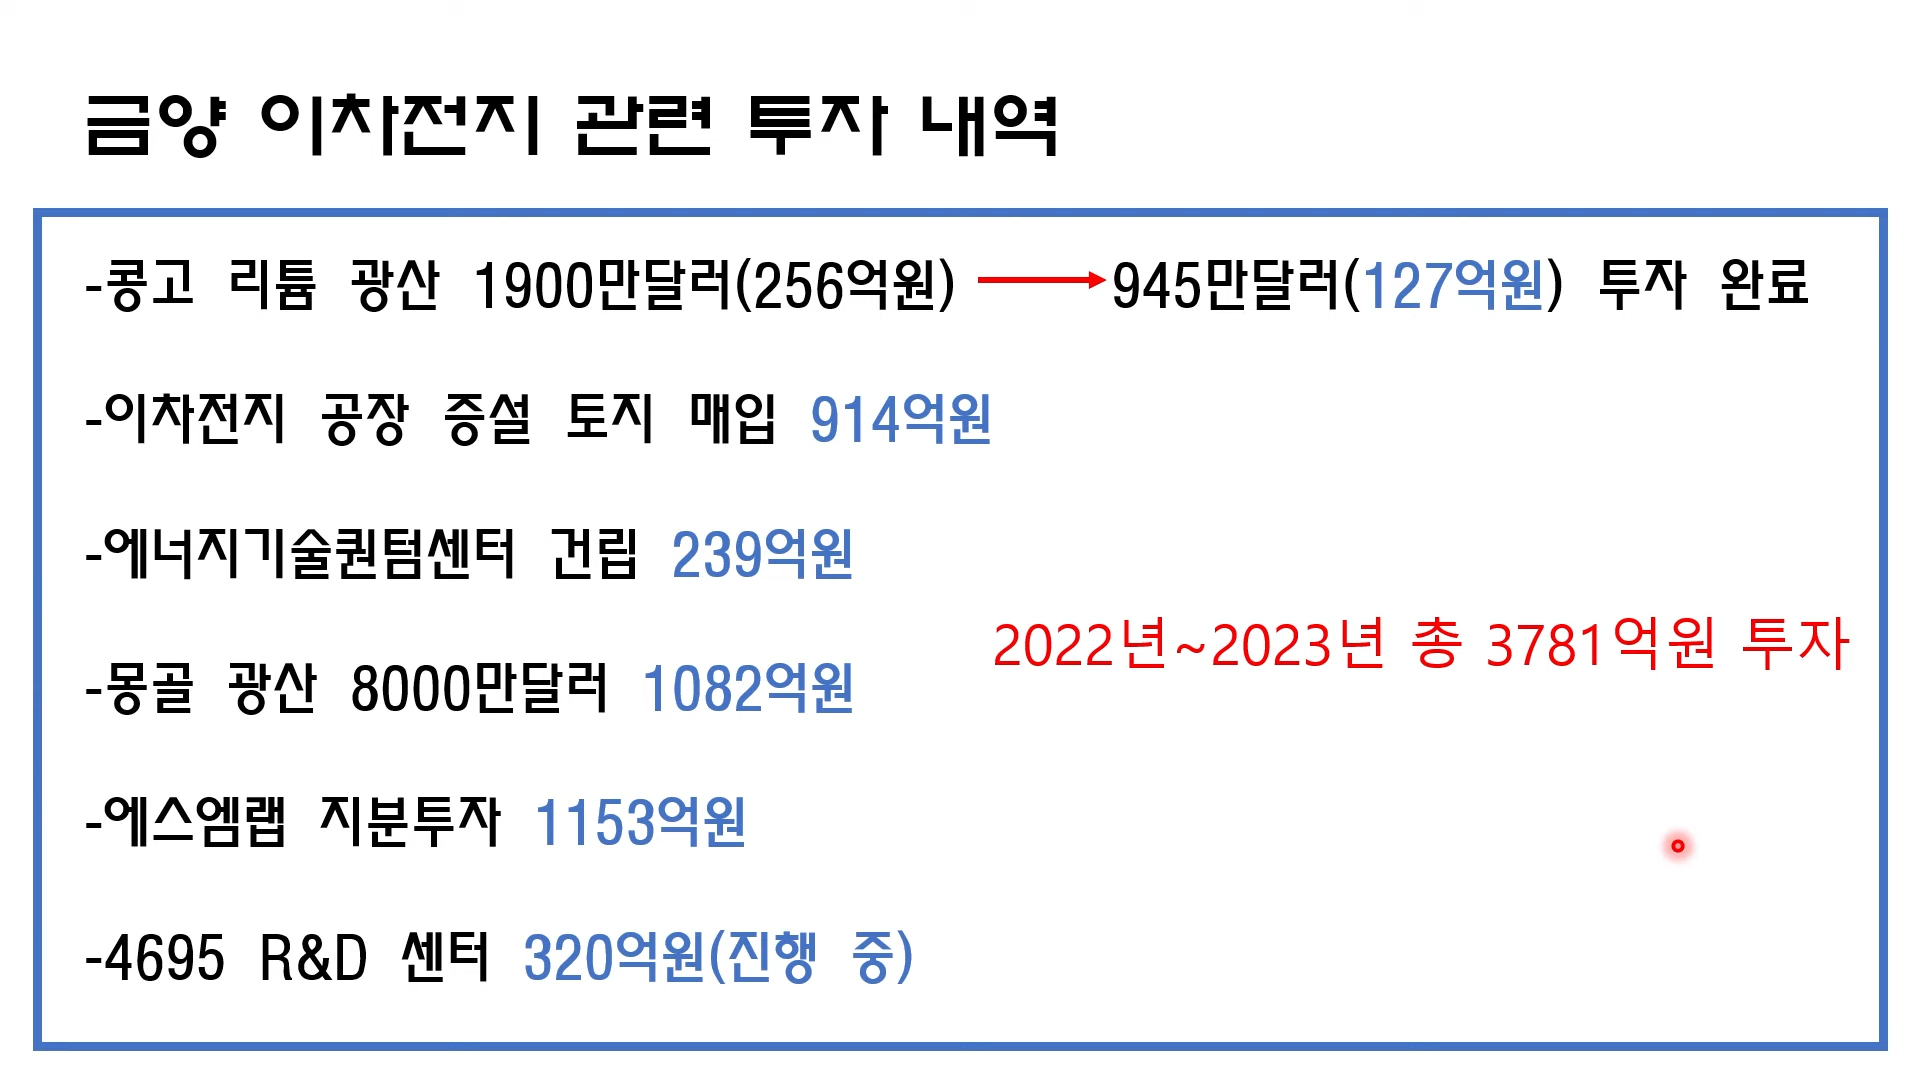 금양 이차전지 관련 투자 내역
-콩고 리튬 광산 1900만달러(256억원) 945만달러(127억원) 투자 완료
-이차전지 공장 증설 토지 매입 914억원
-에너지기술퀀텀센터 건립 239억원
2022년~2023년 총 3781억원 투자
-몽골 광산 8000만달러 1082억원
-에스엠랩 지분투자 1153억원
-4695 R&D 센터 320억원(진행 중)